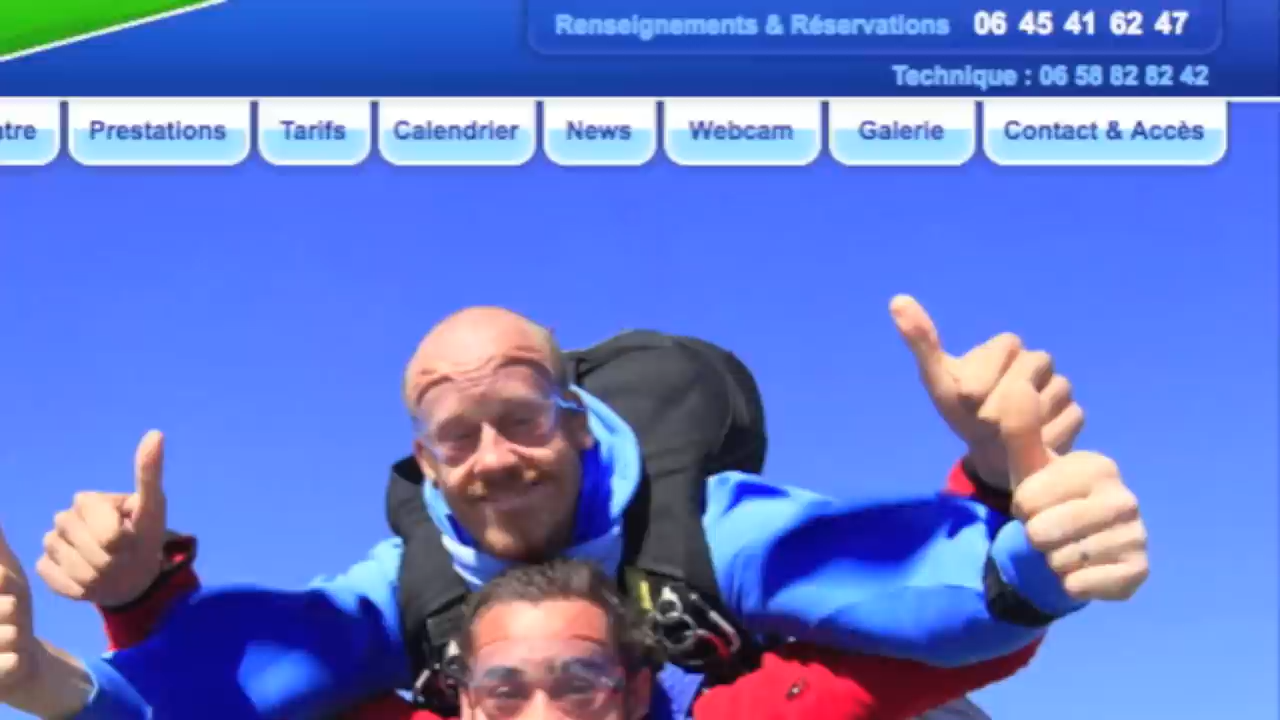 Renseignements & Réservations 06 45 41 62 47
Technique : 06 58 82 82 42
Prestations Tarifs Calendrier News Webcam Galerie Contact & Accès